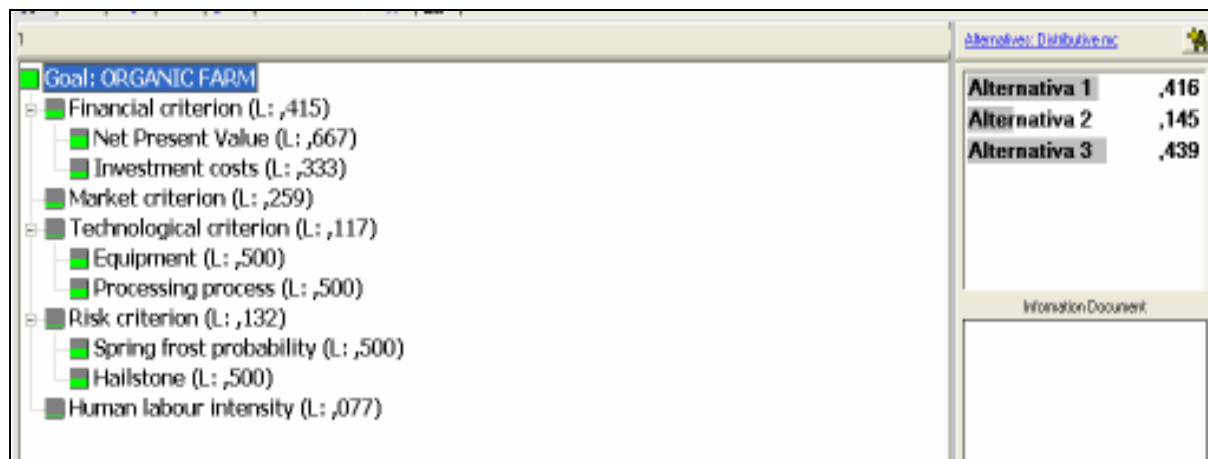 1
Goal: ORGANIC FARM
Financial criterion (L: ,415)
Net Present Value (L: ,667)
Investment costs (L: ,333)
Market criterion (L: ,259)
Technological criterion (L: ,117)
Equipment (L: ,500)
Processing process (L: ,500)
Risk criterion (L: ,132)
Spring frost probability (L: ,500)
Hailstone (L: ,500)
Human labour intensity (L: ,077)
Alternatives: Distributive
Alternativa 1 ,416
Alternativa 2 ,145
Alternativa 3 ,439
Information Document